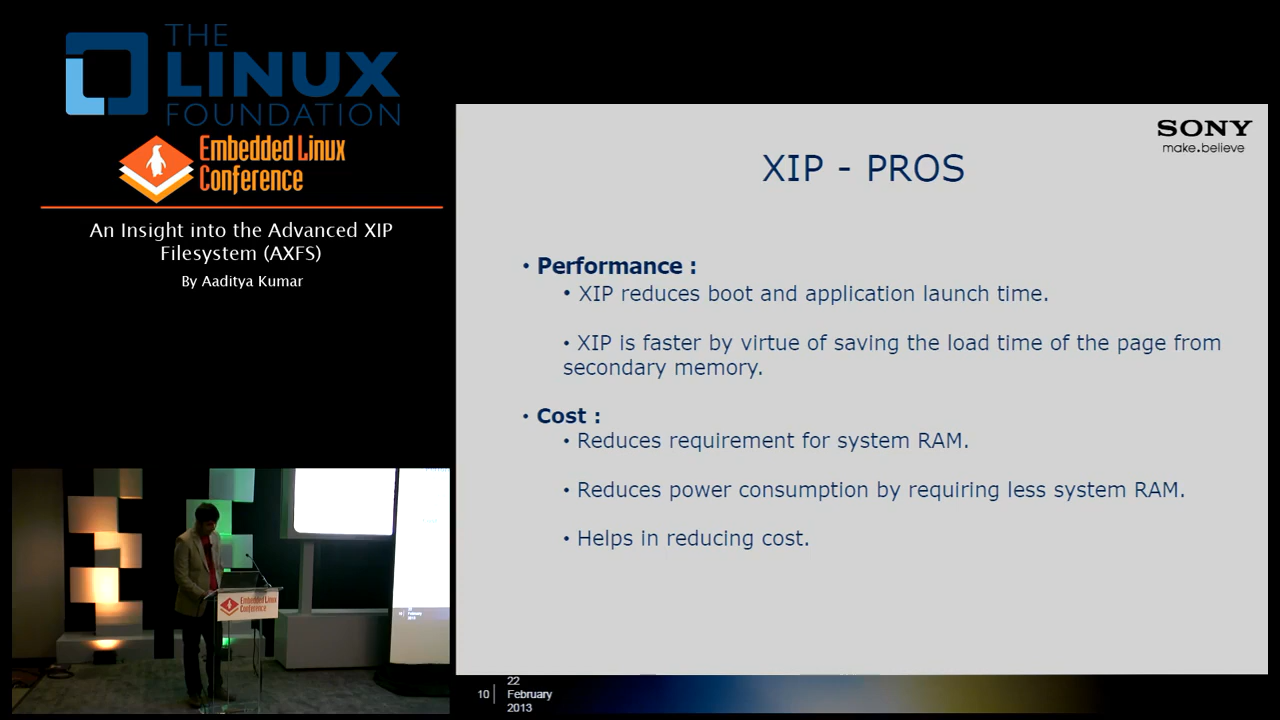 THE
LINUX
FOUNDATION
Embedded Linux
Conference
An Insight into the Advanced XIP
Filesystem (AXFS)
By Aaditya Kumar
SONY
make.believe
XIP - PROS
• Performance :
• XIP reduces boot and application launch time.
• XIP is faster by virtue of saving the load time of the page from
secondary memory.
• Cost :
• Reduces requirement for system RAM.
• Reduces power consumption by requiring less system RAM.
• Helps in reducing cost.
Embedded Linux
Conference
10
22
February
2013